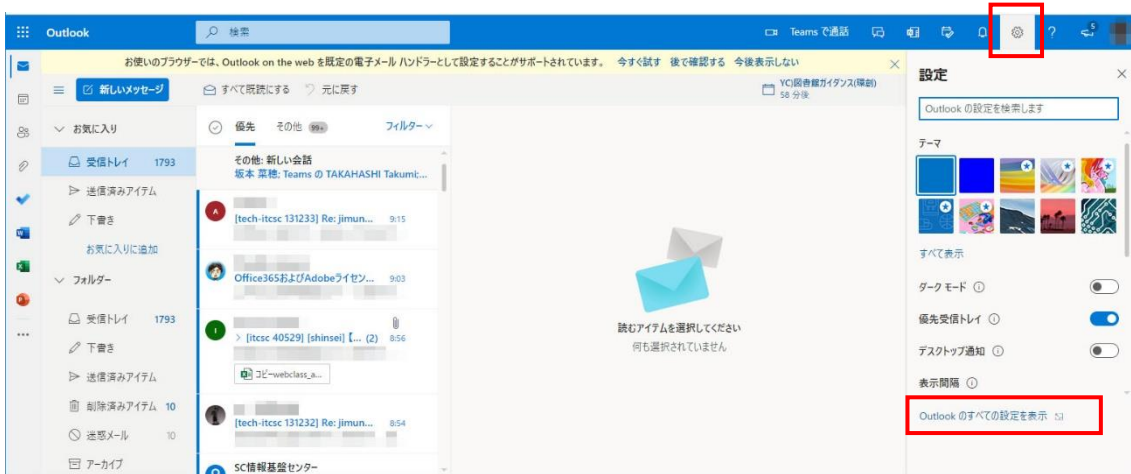 Outlook
検索
Teams で通話
5
お使いのブラウザーでは、Outlook on the web を既定の電子メール ハンドラーとして設定することがサポートされています。 今すぐ試す 後で確認する 今後表示しない
新しいメッセージ
すべて既読にする
元に戻す
YC)図書館ガイダンス(環創)
58 分後
お気に入り
受信トレイ 1793
送信済みアイテム
下書き
お気に入りに追加
フォルダー
受信トレイ 1793
下書き
送信済みアイテム
削除済みアイテム 10
迷惑メール 10
アーカイブ
優先 その他 99+ フィルター
その他: 新しい会話
坂本 菜穂; Teams の TAKAHASHI Takumi;...
A
[tech-itcsc 131233] Re: jimun... 9:15
Office365およびAdobeライセン... 9:03
I
> [itcsc 40529] [shinsei]【... (2) 8:56
コピーwebclass_a...
[tech-itcsc 131232] Re: jimun... 8:54
SC情報基盤センター
読むアイテムを選択してください
何も選択されていません
設定
Outlook の設定を検索します
テーマ
すべて表示
ダーク モード
優先受信トレイ
デスクトップ通知
表示間隔
Outlook のすべての設定を表示